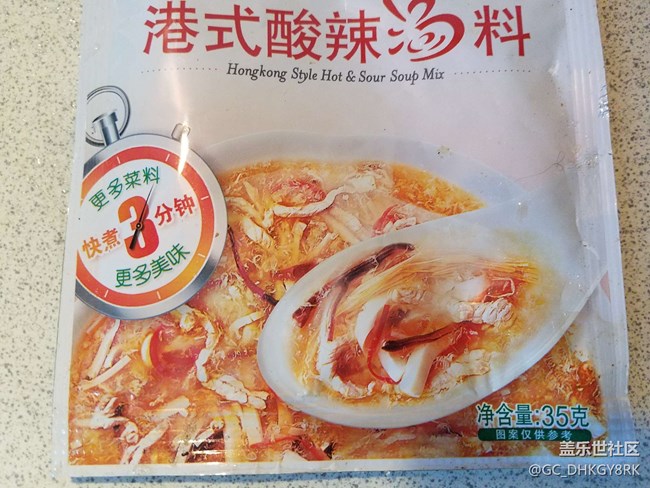 港式酸辣汤料
Hongkong Style Hot & Sour Soup Mix
更多菜料
快煮3分钟
更多美味
净含量:35克
图案仅供参考
盖乐世社区
@GC_DHKGY8RK